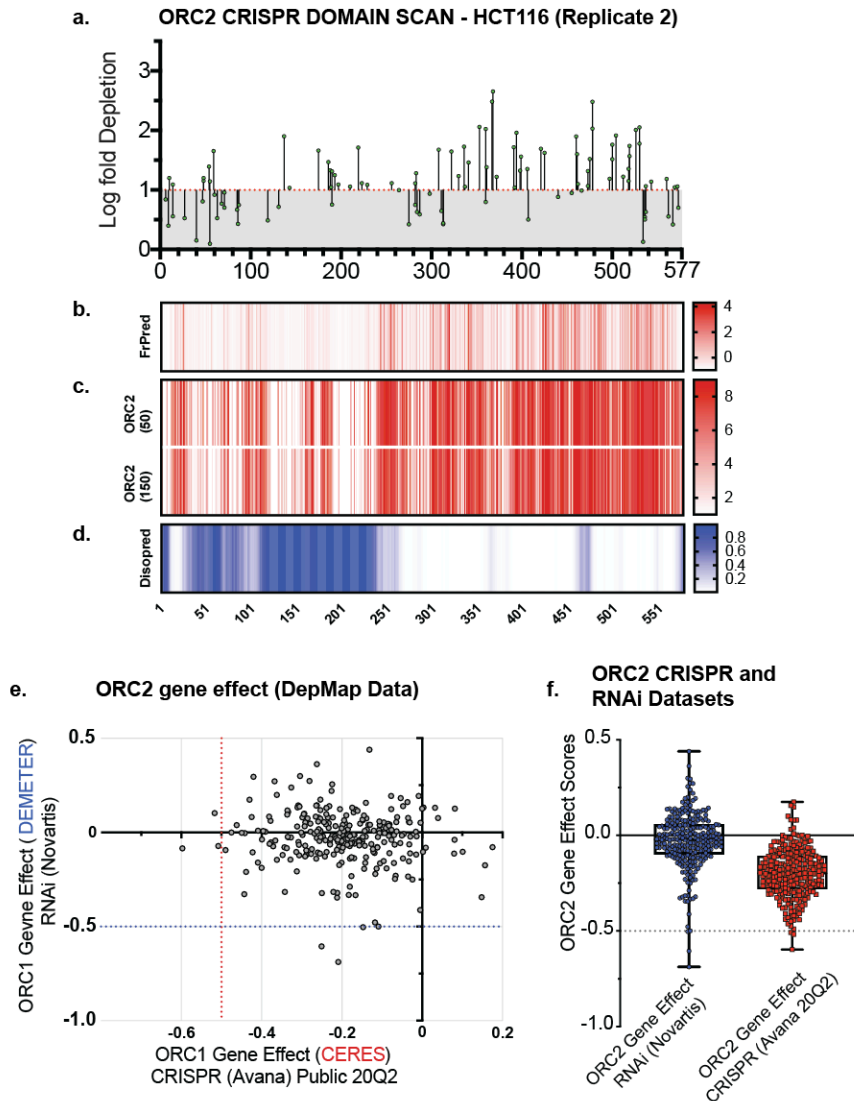 a. ORC2 CRISPR DOMAIN SCAN - HCT116 (Replicate 2)
Log fold Depletion
3
2
1
0
0 100 200 300 400 500 577
b.
FrPred
4
2
0
c.
ORC2
(50)
ORC2
(150)
8
6
4
2
d.
Disopred
0.8
0.6
0.4
0.2
1 51 101 151 201 251 301 351 401 451 501 551
e. ORC2 gene effect (DepMap Data)
ORC1 Gevne Effect ( DEMETER)
RNAi (Novartis)
0.5
0
-0.5
-1.0
-0.6 -0.4 -0.2 0 0.2
ORC1 Gene Effect (CERES)
CRISPR (Avana) Public 20Q2
f. ORC2 CRISPR and
RNAi Datasets
ORC2 Gene Effect Scores
0.5
0.0
-0.5
-1.0
ORC2 Gene Effect
RNAi (Novartis)
ORC2 Gene Effect
CRISPR (Avana 20Q2)